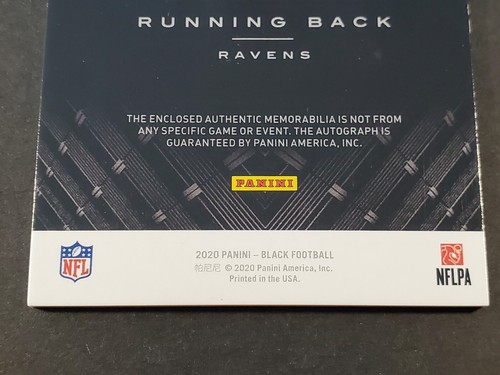 RUNNING BACK
RAVENS
THE ENCLOSED AUTHENTIC MEMORABILIA IS NOT FROM
ANY SPECIFIC GAME OR EVENT. THE AUTOGRAPH IS
GUARANTEED BY PANINI AMERICA, INC.
PANINI
2020 PANINI – BLACK FOOTBALL
帕尼尼 © 2020 Panini America, Inc.
Printed in the USA.
NFL
NFLPA